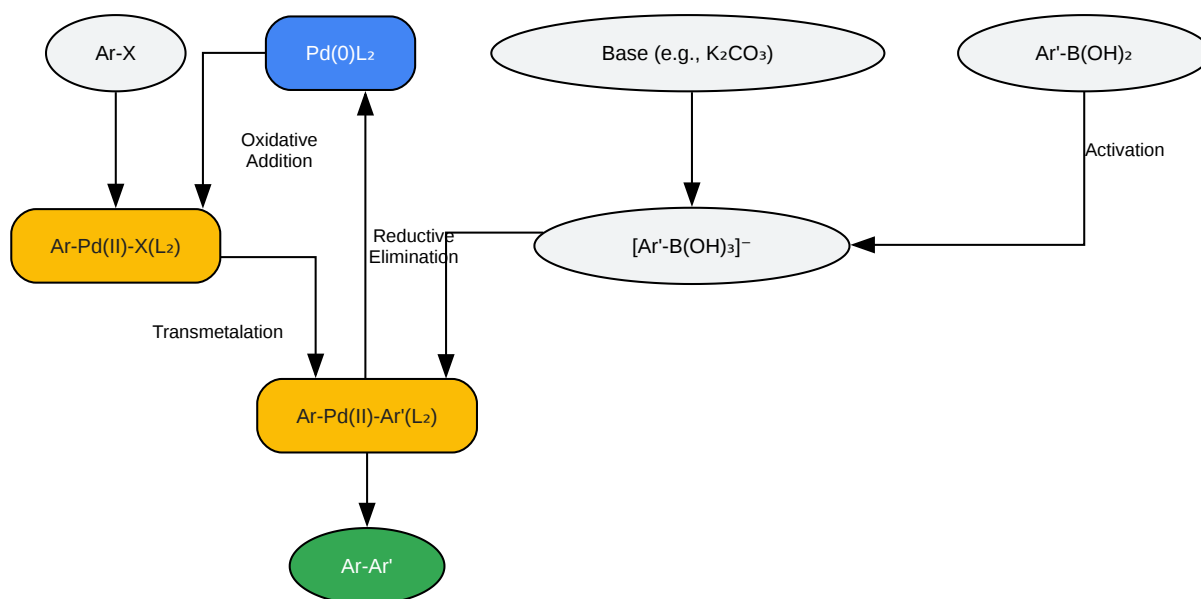 Ar-X
Pd(0)L₂
Base (e.g., K₂CO₃)
Ar'-B(OH)₂
Oxidative
Addition
Activation
Ar-Pd(II)-X(L₂)
Reductive
Elimination
[Ar'-B(OH)₃]⁻
Transmetalation
Ar-Pd(II)-Ar'(L₂)
Ar-Ar'